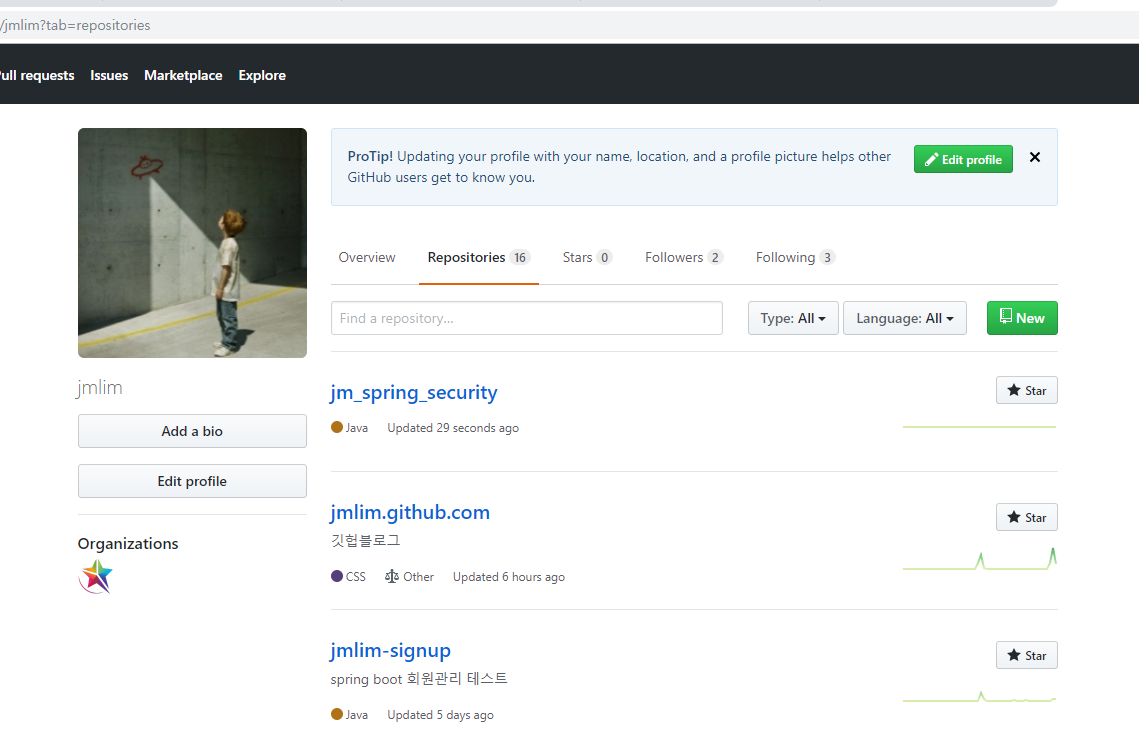 /jmlim?tab=repositories
ull requests Issues Marketplace Explore
ProTip! Updating your profile with your name, location, and a profile picture helps other
GitHub users get to know you.
Edit profile
Overview Repositories 16 Stars 0 Followers 2 Following 3
Find a repository... Type: All Language: All New
jmlim
Add a bio
Edit profile
Organizations
jm_spring_security
Star
Java Updated 29 seconds ago
jmlim.github.com
Star
깃헙블로그
CSS Other Updated 6 hours ago
jmlim-signup
Star
spring boot 회원관리 테스트
Java Updated 5 days ago